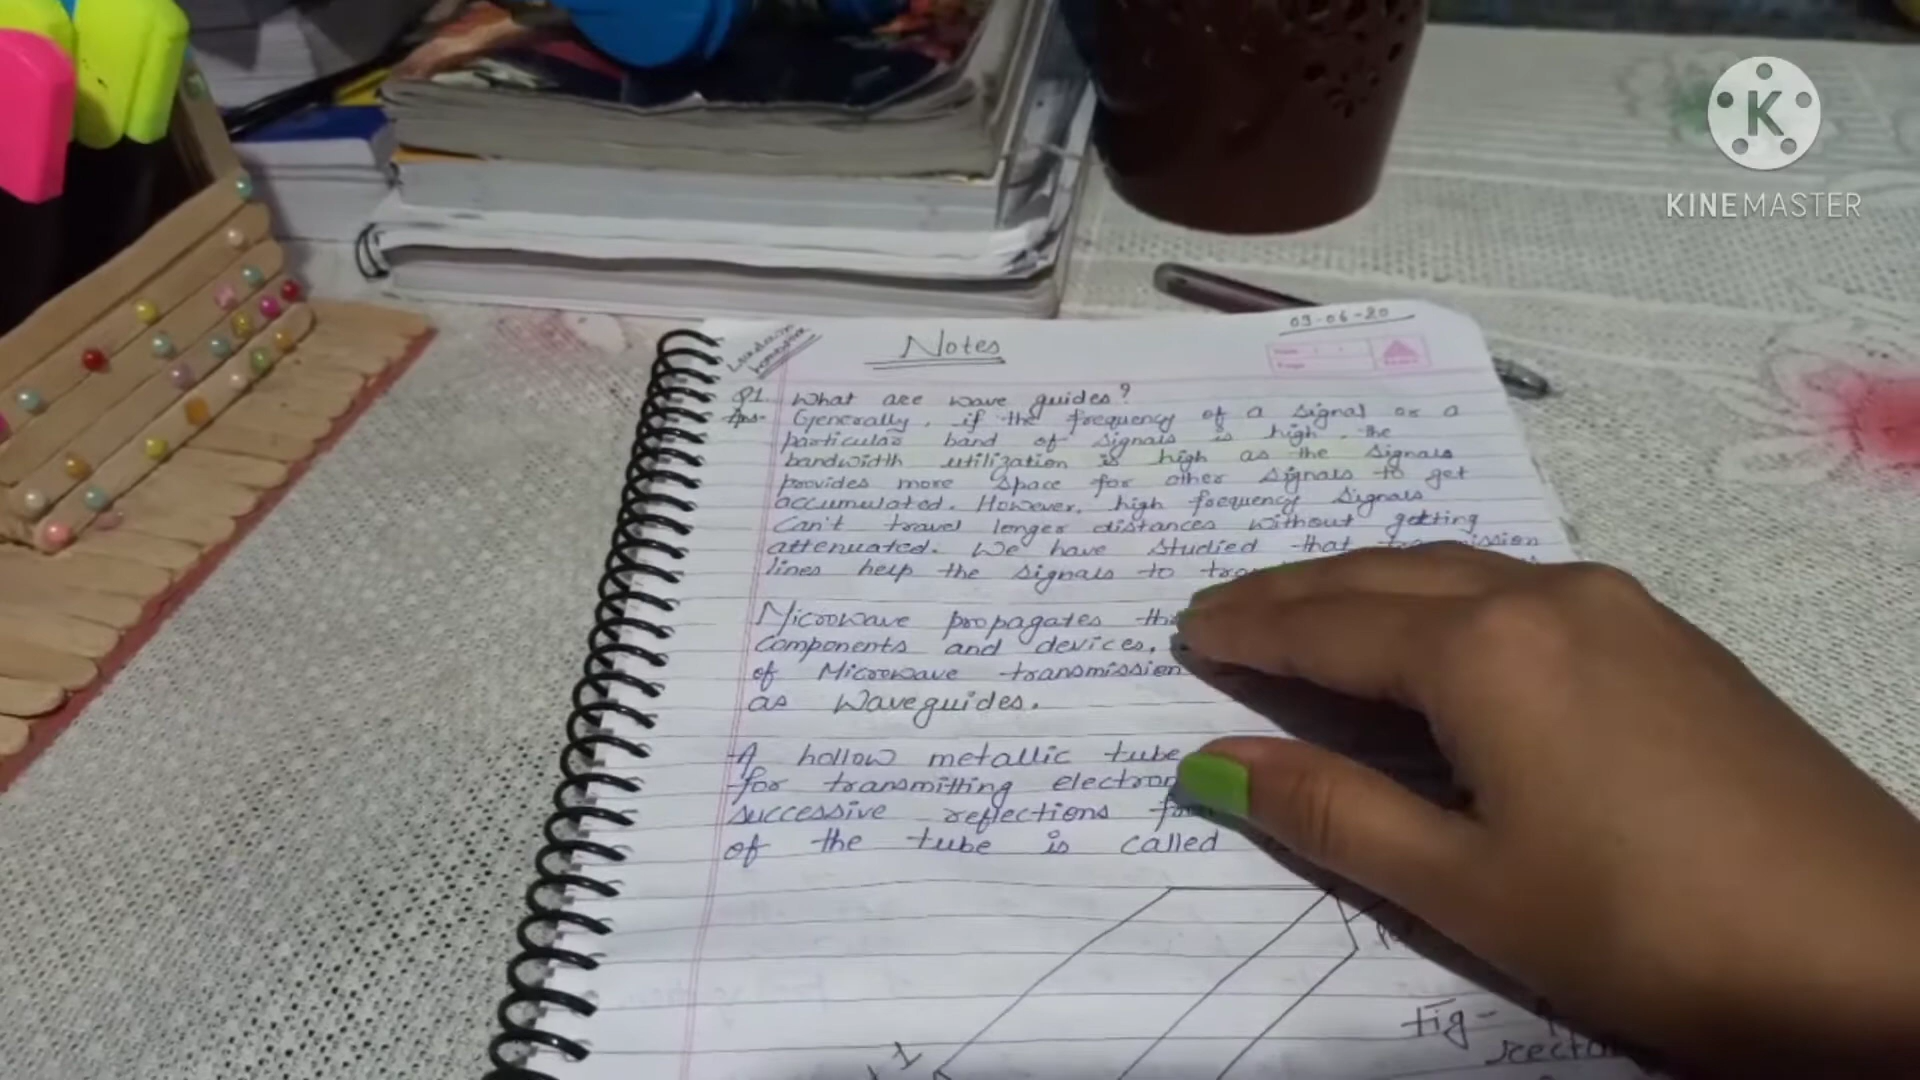 K
KINEMASTER
03-06-20
Notes
Q1. What are wave guides?
Ans- Generally, if the frequency of a signal or a
particular band of signals is high, the
bandwidth utilization is high as the signals
provides more space for other signals to get
accumulated. However, high frequency signals
can't travel longer distances without getting
attenuated. We have studied that transmission
lines help the signals to
Microwave propagates
components and devices,
of Microwave transmission
as Waveguides.
A hollow metallic tube
for transmitting
successive reflections
of the tube is called
Fig-